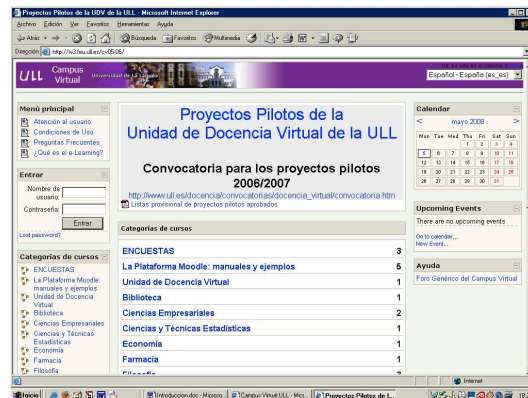 Proyectos Pilotos de la UDV de la ULL - Microsoft Internet Explorer
Archivo Edición Ver Favoritos Herramientas Ayuda
Atrás Búsqueda Favoritos Multimedia
Dirección http://w3.feu.ull.es/cv0506/
ULL Campus Virtual Universidad de La Laguna
Español - Español (es_es)
Menú principal
Atención al usuario
Condiciones de Uso
Preguntas Frecuentes
¿Qué es el e-Learning?
Entrar
Nombre de usuario:
Contraseña:
Entrar
Lost password?
Categorías de cursos
ENCUESTAS
La Plataforma Moodle: manuales y ejemplos
Unidad de Docencia Virtual
Biblioteca
Ciencias Empresariales
Ciencias y Técnicas Estadísticas
Economía
Farmacia
Filosofía
Proyectos Pilotos de la
Unidad de Docencia Virtual de la ULL
Convocatoria para los proyectos pilotos
2006/2007
http://www.ull.es/docencia/convocatorias/docencia_virtual/convocatoria.htm
Listas provisional de proyectos pilotos aprobados
Categorías de cursos
ENCUESTAS 3
La Plataforma Moodle: manuales y ejemplos 5
Unidad de Docencia Virtual 1
Biblioteca 1
Ciencias Empresariales 2
Ciencias y Técnicas Estadísticas 1
Economía 1
Farmacia 1
Calendar
< mayo 2008 >
Mon Tue Wed Thu Fri Sat Sun
1 2 3 4
5 6 7 8 9 10 11
12 13 14 15 16 17 18
19 20 21 22 23 24 25
26 27 28 29 30 31
Upcoming Events
There are no upcoming events
Go to calendar...
New Event...
Ayuda
Foro Genérico del Campus Virtual
Internet
Inicio Introduccion.doc - Microso... Campus Virtual ULL - Micr... Proyectos Pilotos de l...